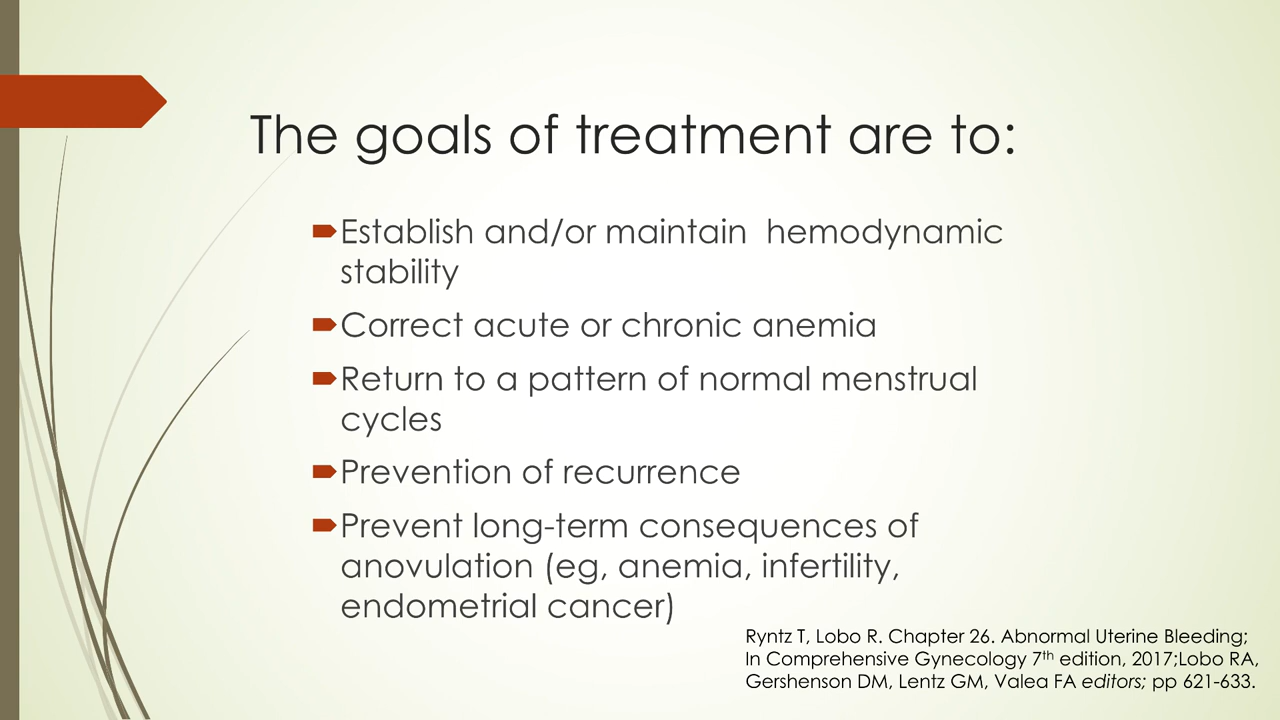 The goals of treatment are to:
Establish and/or maintain hemodynamic
stability
Correct acute or chronic anemia
Return to a pattern of normal menstrual
cycles
Prevention of recurrence
Prevent long-term consequences of
anovulation (eg, anemia, infertility,
endometrial cancer)
Ryntz T, Lobo R. Chapter 26. Abnormal Uterine Bleeding;
In Comprehensive Gynecology 7th edition, 2017;Lobo RA,
Gershenson DM, Lentz GM, Valea FA editors; pp 621-633.